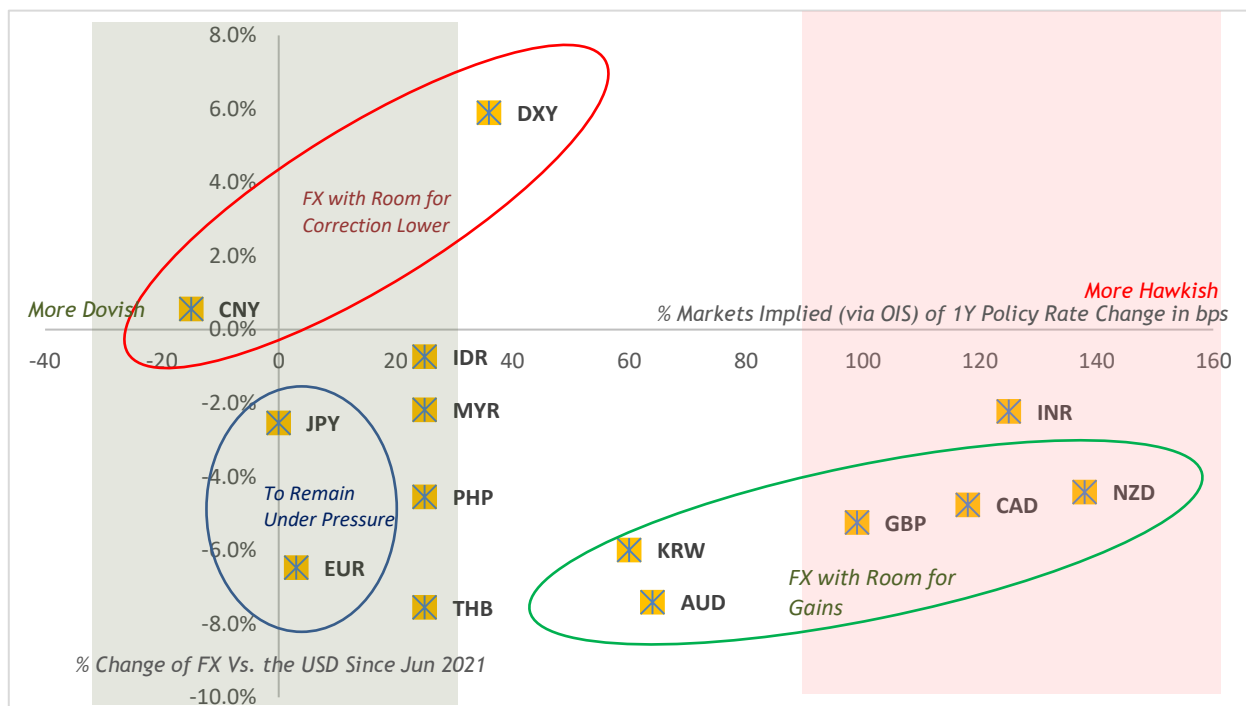 8.0%
6.0%
DXY
4.0%
FX with Room for
Correction Lower
2.0%
More Hawkish
More Dovish
CNY
% Markets Implied (via OIS) of 1Y Policy Rate Change in bps
0.0%
IDR
-40
-20
0
20
40
60
80
100
120
140
160
-2.0%
MYR
INR
JPY
-4.0%
To Remain
Under Pressure
PHP
NZD
CAD
GBP
-6.0%
KRW
EUR
FX with Room for
Gains
AUD
THB
-8.0%
% Change of FX Vs. the USD Since Jun 2021
-10.0%